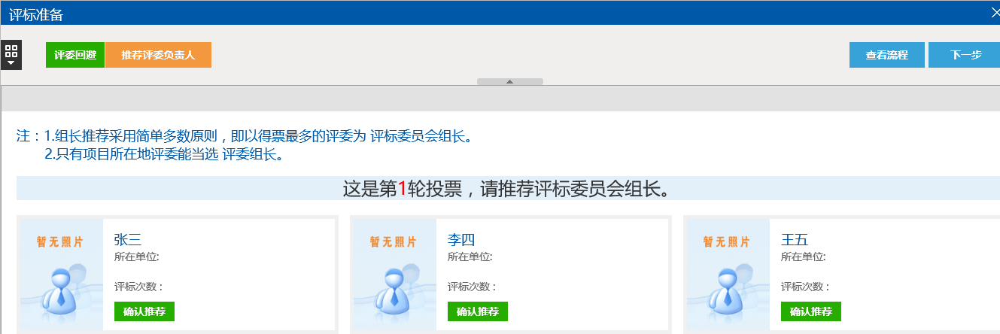 评标准备
评委回避 推荐评委负责人 查看流程 下一步
注：1.组长推荐采用简单多数原则，即以得票最多的评委为 评标委员会组长。
2.只有项目所在地评委能当选 评委组长。
这是第1轮投票，请推荐评标委员会组长。
暂无照片
张三
所在单位:
评标次数：
确认推荐
暂无照片
李四
所在单位:
评标次数：
确认推荐
暂无照片
王五
所在单位:
评标次数：
确认推荐